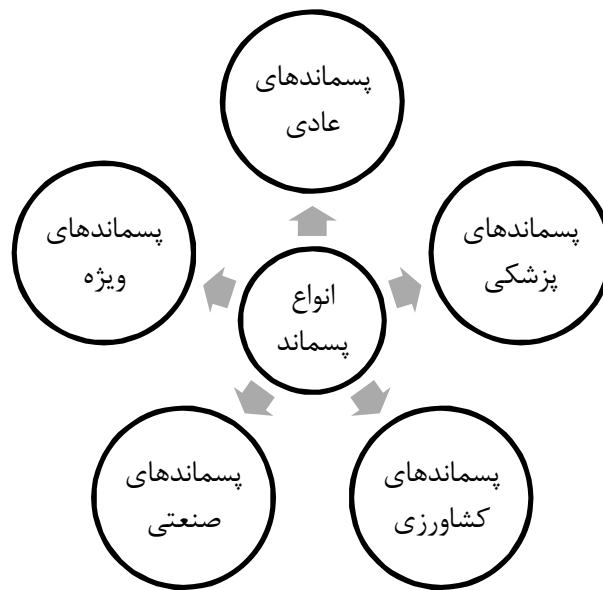 پسماندهای
عادی
پسماندهای
پزشکی
پسماندهای
ویژه
انواع
پسماند
پسماندهای
کشاورزی
پسماندهای
صنعتی